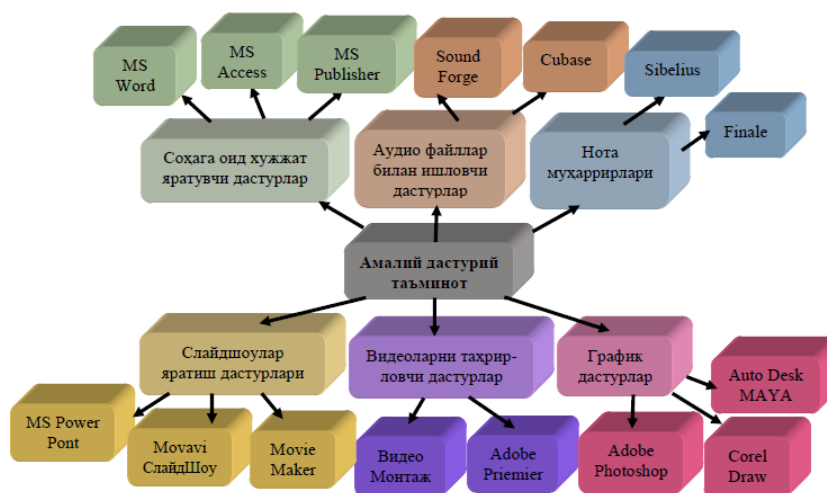 MS
Word
MS
Access
MS
Publisher
Sound
Forge
Cubase
Sibelius
Finale
Соҳага оид хужжат
яратувчи дастурлар
Аудио файллар
билан ишловчи
дастурлар
Нота
муҳаррирлари
Амалий дастурий
таъминот
Слайдшоулар
яратиш дастурлари
Видеоларни таҳрир-
ловчи дастурлар
График
дастурлар
Auto Desk
MAYA
MS Power
Pont
Movavi
СлайдШоу
Movie
Maker
Видео
Монтаж
Adobe
Priemier
Adobe
Photoshop
Corel
Draw